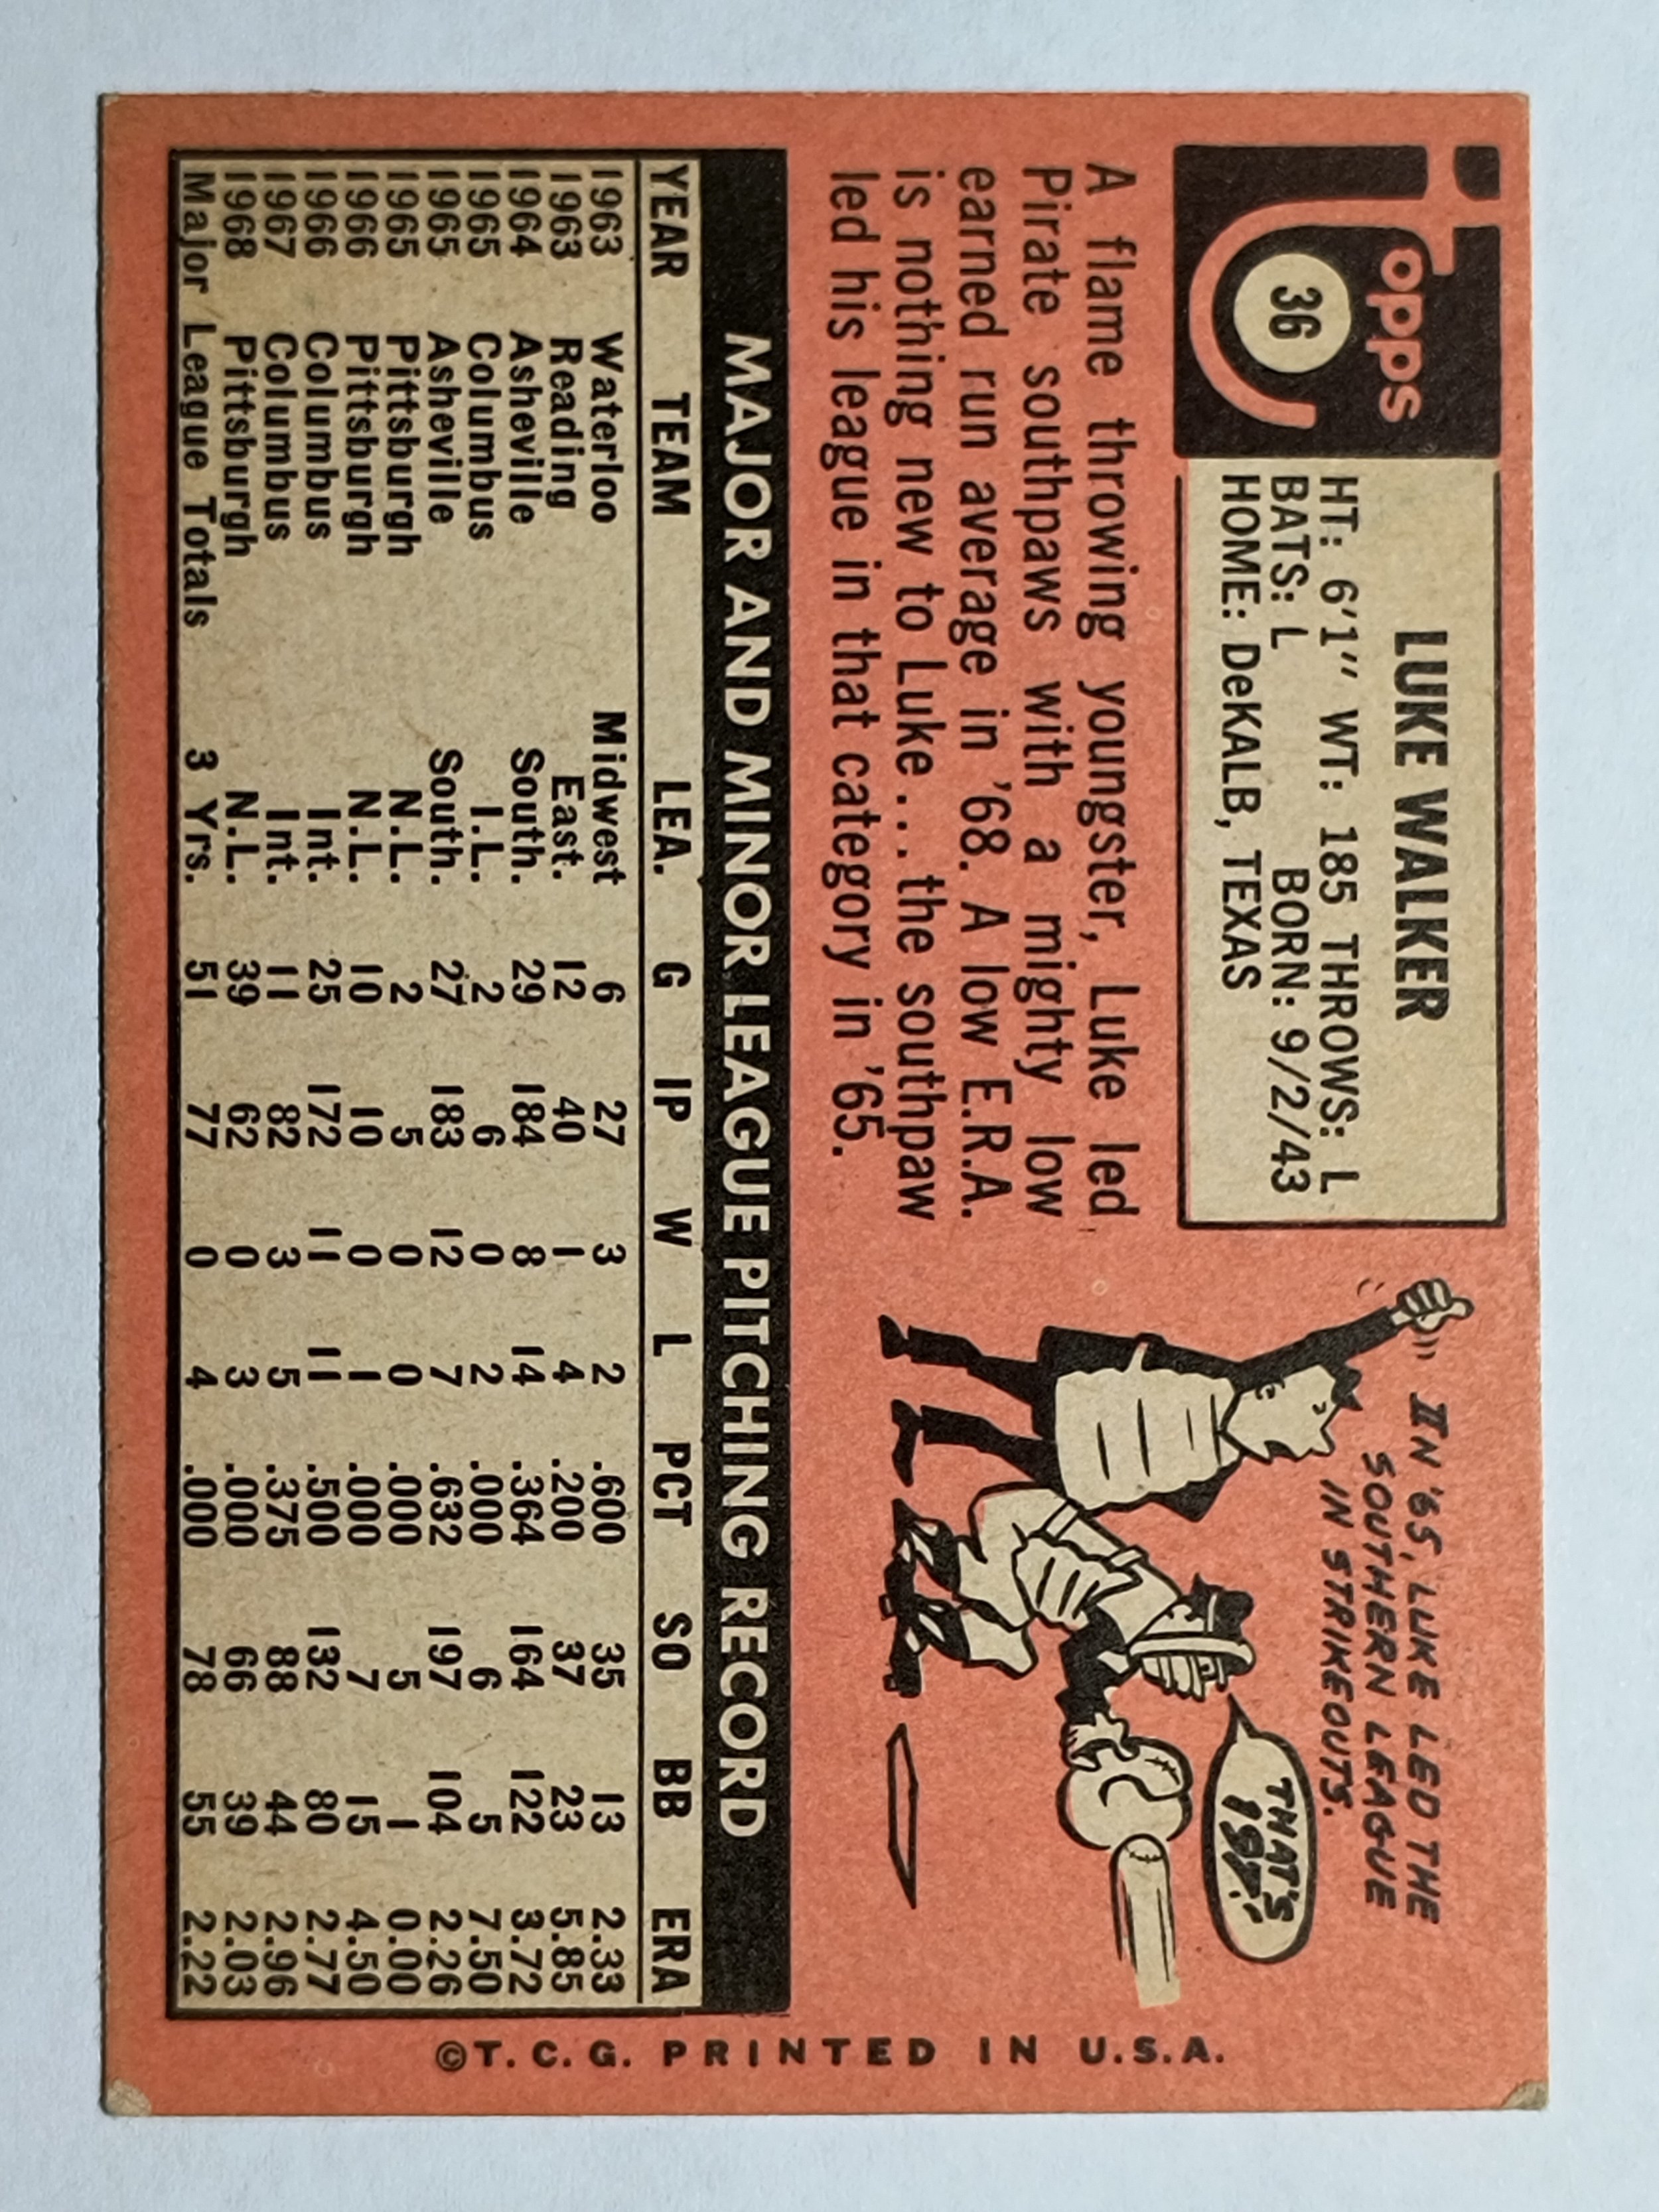 Topps
36
LUKE WALKER
HT: 6'1" WT: 185 THROWS: L
BATS: L BORN: 9/2/43
HOME: DeKALB, TEXAS
A flame throwing youngster, Luke led
Pirate southpaws with a mighty low
earned run average in '68. A low E.R.A.
is nothing new to Luke... the southpaw
led his league in that category in '65.
IN '65, LUKE LED THE
SOUTHERN LEAGUE
IN STRIKEOUTS.
THAT'S
197!
MAJOR AND MINOR LEAGUE PITCHING RECORD
YEAR TEAM LEA. G IP W L PCT SO BB ERA
1963 Waterloo Midwest 6 27 3 2 .600 35 13 2.33
1963 Reading East. 12 40 1 4 .200 37 23 5.85
1964 Asheville South. 29 184 8 14 .364 164 122 3.72
1965 Columbus I.L. 2 6 0 2 .000 6 5 7.50
1965 Asheville South. 27 183 12 7 .632 197 104 2.26
1965 Pittsburgh N.L. 2 5 0 0 .000 5 1 0.00
1966 Pittsburgh N.L. 10 10 0 1 .000 7 15 4.50
1966 Columbus Int. 25 172 11 11 .500 132 80 2.77
1967 Columbus Int. 11 82 3 5 .375 88 44 2.96
1968 Pittsburgh N.L. 39 62 0 3 .000 66 39 2.03
Major League Totals 3 Yrs. 51 77 0 4 .000 78 55 2.22
©T.C.G. PRINTED IN U.S.A.